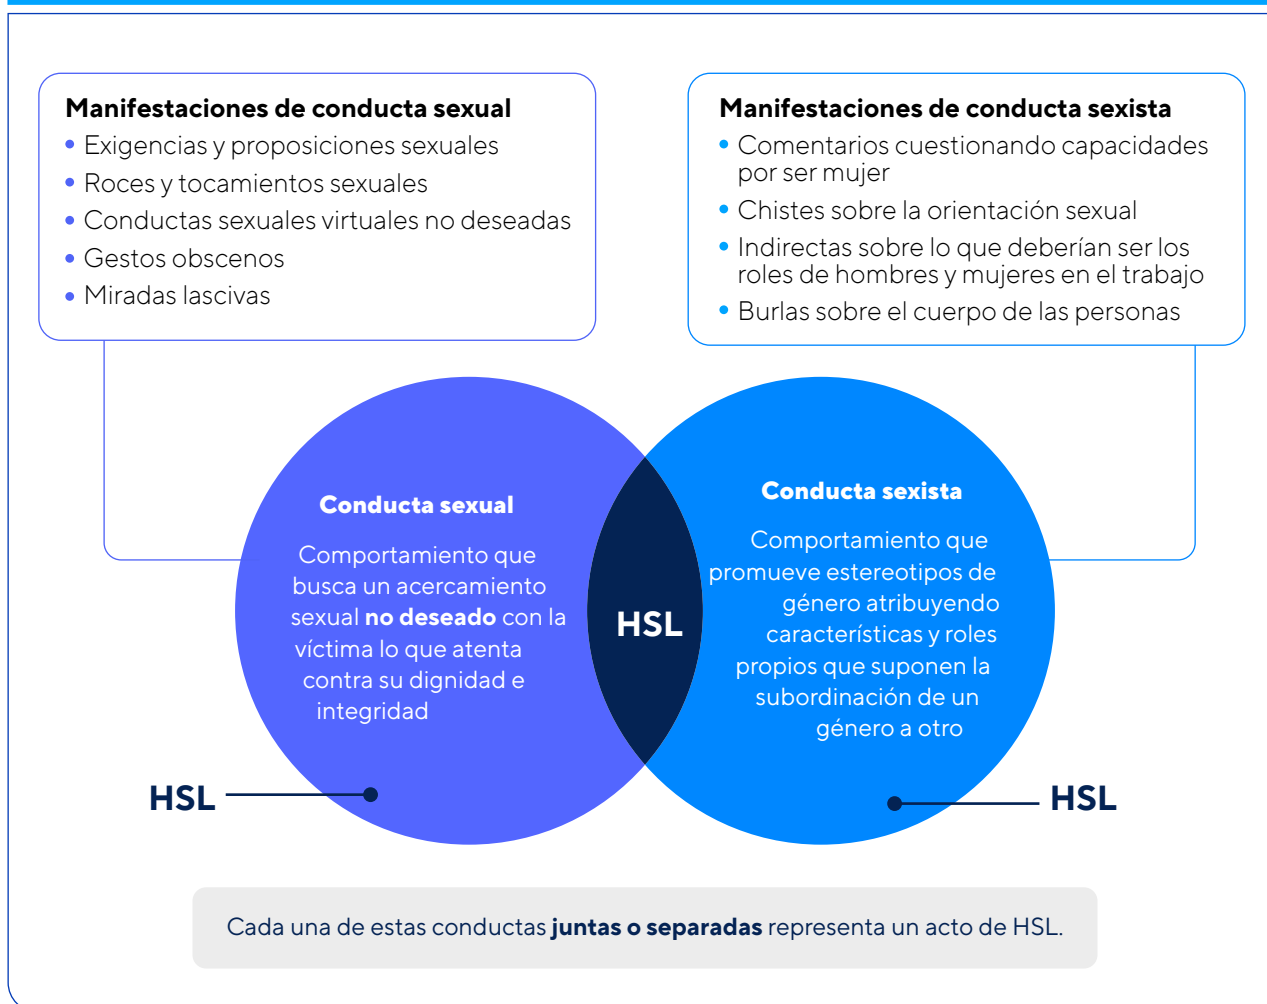 Manifestaciones de conducta sexual
• Exigencias y proposiciones sexuales
• Roces y tocamientos sexuales
• Conductas sexuales virtuales no deseadas
• Gestos obscenos
• Miradas lascivas
Manifestaciones de conducta sexista
• Comentarios cuestionando capacidades
por ser mujer
• Chistes sobre la orientación sexual
• Indirectas sobre lo que deberían ser los
roles de hombres y mujeres en el trabajo
• Burlas sobre el cuerpo de las personas
Conducta sexual
Comportamiento que
busca un acercamiento
sexual no deseado con la
víctima lo que atenta
contra su dignidad e
integridad
HSL
Conducta sexista
Comportamiento que
promueve estereotipos de
género atribuyendo
características y roles
propios que suponen la
subordinación de un
género a otro
HSL
HSL
Cada una de estas conductas juntas o separadas representa un acto de HSL.